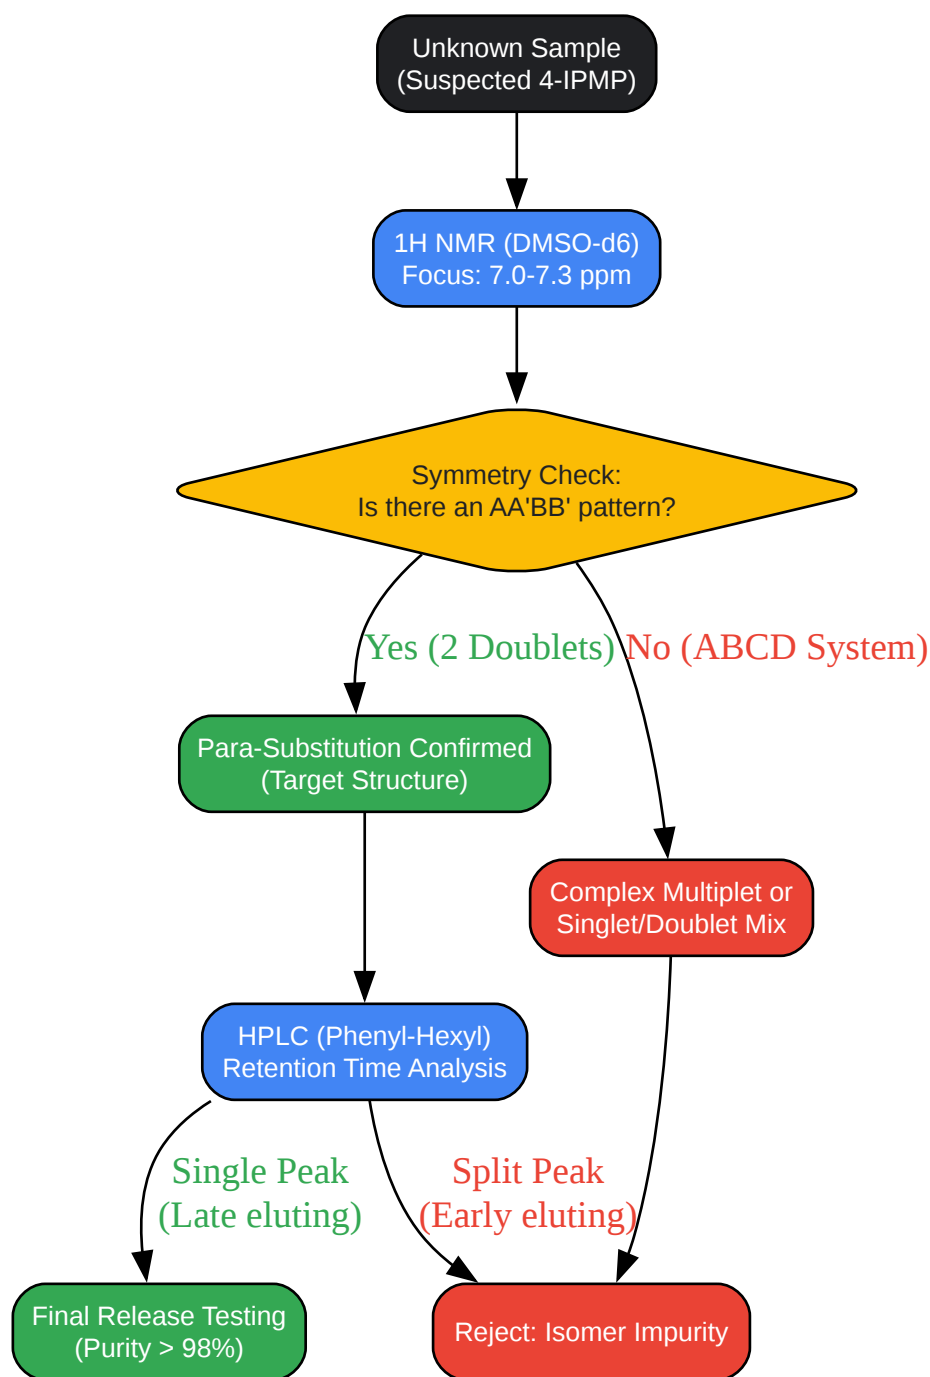 Unknown Sample
(Suspected 4-IPMP)
1H NMR (DMSO-d6)
Focus: 7.0-7.3 ppm
Symmetry Check:
Is there an AA'BB' pattern?
Yes (2 Doublets)
No (ABCD System)
Para-Substitution Confirmed
(Target Structure)
Complex Multiplet or
Singlet/Doublet Mix
HPLC (Phenyl-Hexyl)
Retention Time Analysis
Single Peak
(Late eluting)
Split Peak
(Early eluting)
Final Release Testing
(Purity > 98%)
Reject: Isomer Impurity